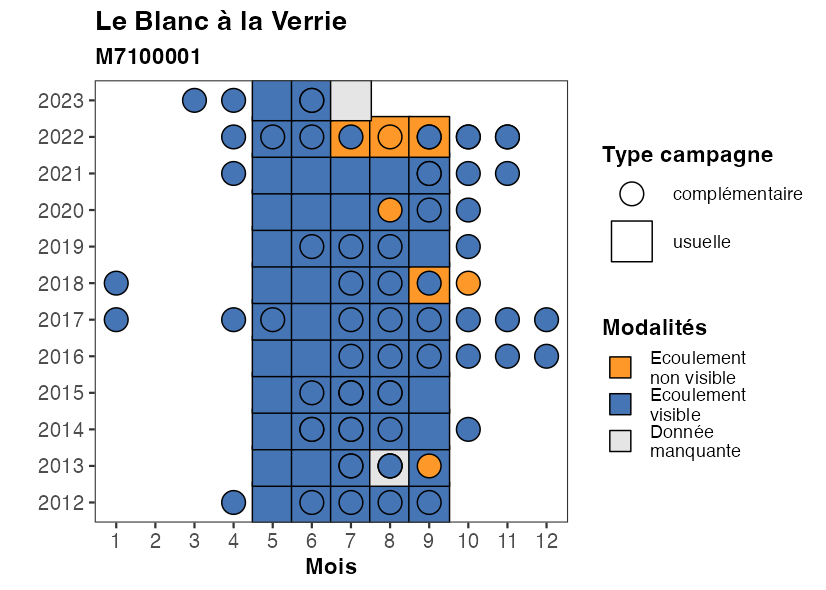 Le Blanc à la Verrie
M7100001
2023
2022
2021
2020
2019
2018
2017
2016
2015
2014
2013
2012
1 2 3 4 5 6 7 8 9 10 11 12
Mois
Type campagne
complémentaire
usuelle
Modalités
Ecoulement
non visible
Ecoulement
visible
Donnée
manquante